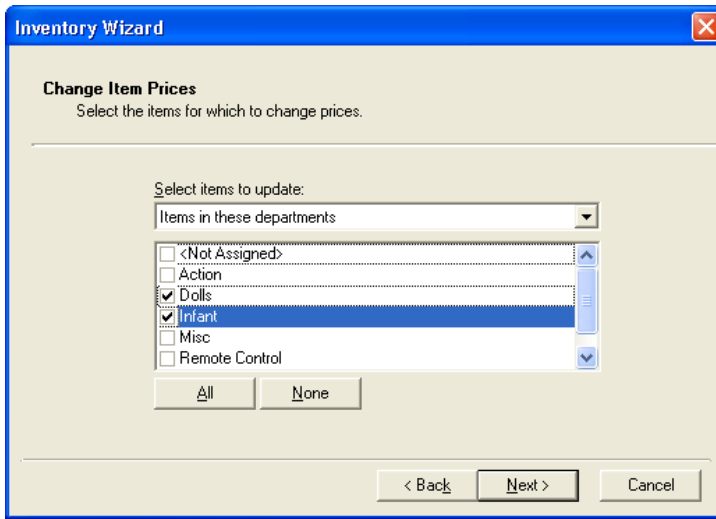 Inventory Wizard
Change Item Prices
Select the items for which to change prices.
Select items to update:
Items in these departments
<Not Assigned>
Action
Dolls
Infant
Misc
Remote Control
All None
< Back Next > Cancel